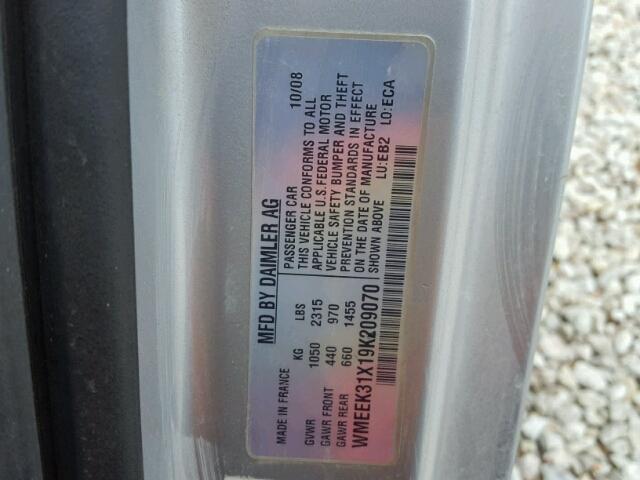 MFD BY DAIMLER AG
PASSENGER CAR 10/08
THIS VEHICLE CONFORMS TO ALL
APPLICABLE U.S.FEDERAL MOTOR
VEHICLE SAFETY BUMPER AND THEFT
PREVENTION STANDARDS IN EFFECT
ON THE DATE OF MANUFACTURE
SHOWN ABOVE LU:EB2 LO:ECA
MADE IN FRANCE KG LBS
GVWR 1050 2315
GAWR FRONT 440 970
GAWR REAR 660 1455
WMEEK31X19K209070